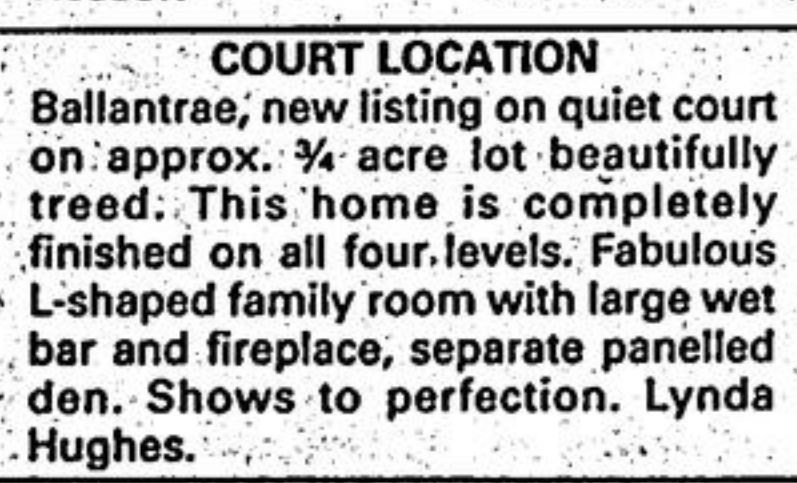 COURT LOCATION
Ballantrae, new listing on quiet court
on approx. ¾ acre lot beautifully
treed. This home is completely
finished on all four levels. Fabulous
L-shaped family room with large wet
bar and fireplace, separate panelled
den. Shows to perfection. Lynda
Hughes.